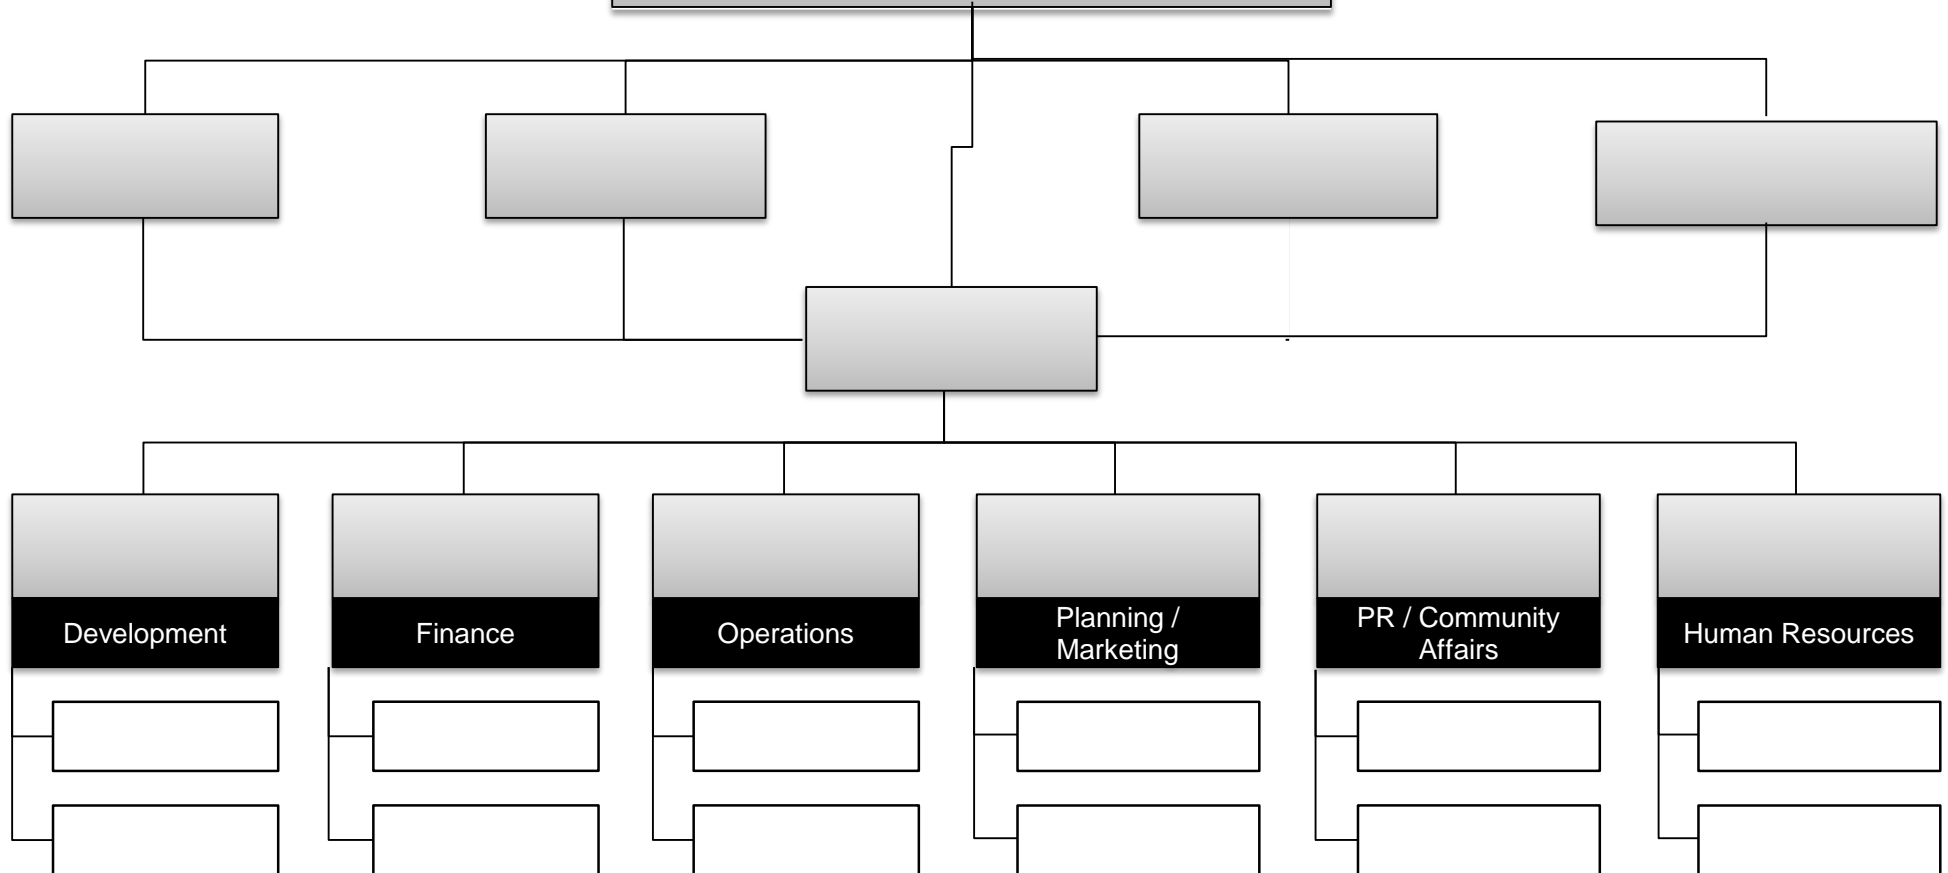 Development
Finance
Operations
Planning /
Marketing
PR / Community
Affairs
Human Resources